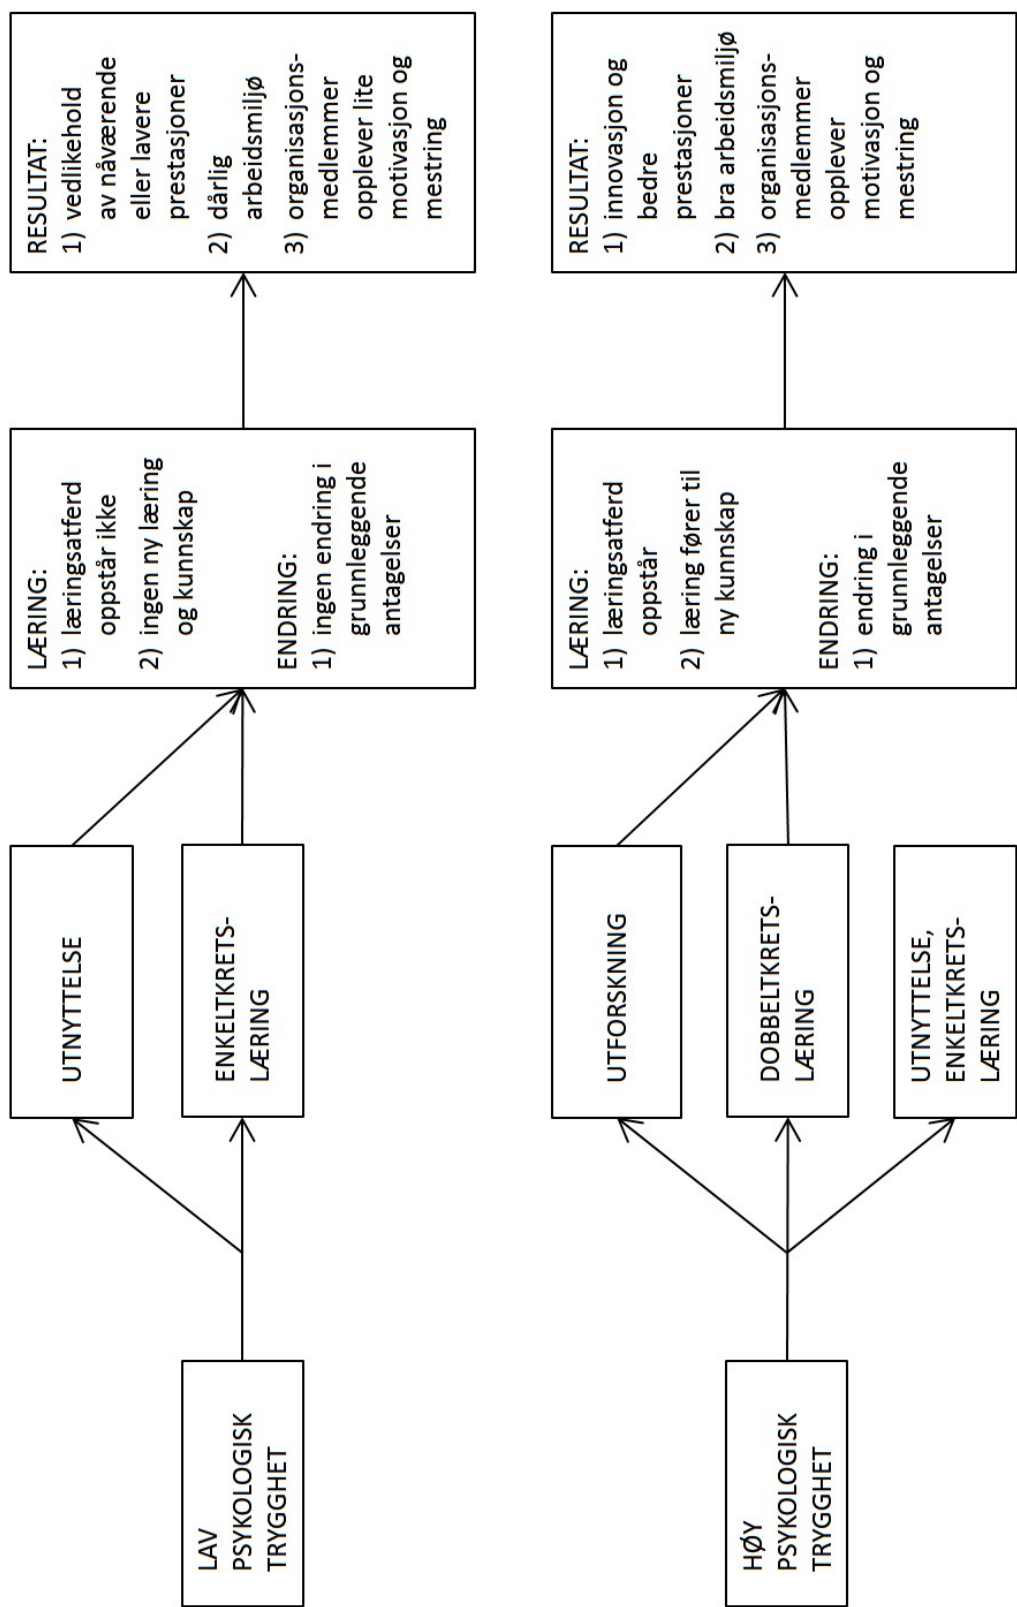 LAV
PSYKOLOGISK
TRYGGHET
UTNYTTELSE
ENKELTKRETS-
LÆRING
LÆRING:
1) læringsatferd
oppstår ikke
2) ingen ny læring
og kunnskap
ENDRING:
1) ingen endring i
grunnleggende
antagelser
RESULTAT:
1) vedlikehold
av nåværende
eller lavere
prestasjoner
2) dårlig
arbeidsmiljø
3) organisasjons-
medlemmer
opplever lite
motivasjon og
mestring
HØY
PSYKOLOGISK
TRYGGHET
UTFORSKNING
DOBBELTKRETS-
LÆRING
UTNYTTELSE,
ENKELTKRETS-
LÆRING
LÆRING:
1) læringsatferd
oppstår
2) læring fører til
ny kunnskap
ENDRING:
1) endring i
grunnleggende
antagelser
RESULTAT:
1) innovasjon og
bedre
prestasjoner
2) bra arbeidsmiljø
3) organisasjons-
medlemmer
opplever
motivasjon og
mestring